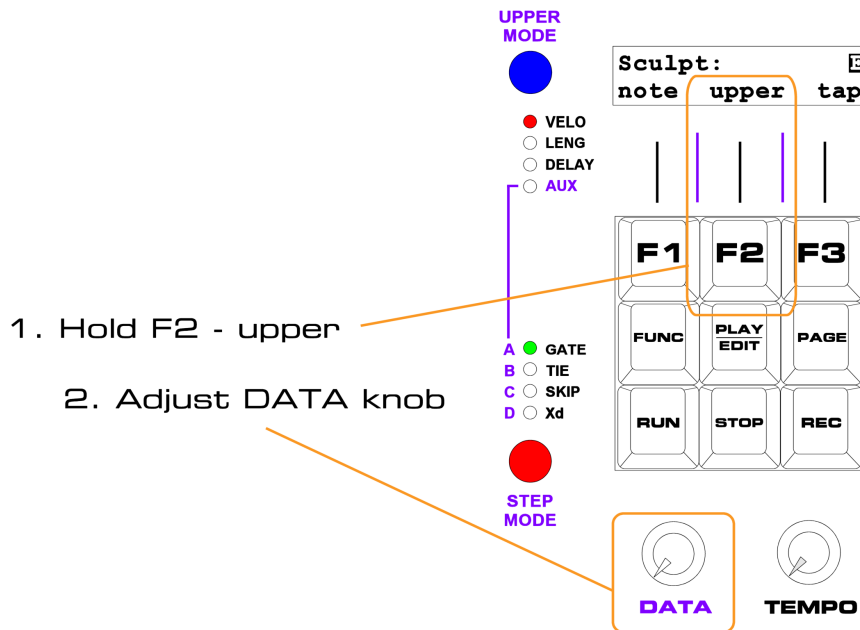 UPPER
MODE
VELO
LENG
DELAY
AUX
Sculpt:
note upper tap
F1 F2 F3
1. Hold F2 - upper
2. Adjust DATA knob
A GATE
B TIE
C SKIP
D Xd
FUNC PLAY EDIT PAGE
RUN STOP REC
STEP
MODE
DATA TEMPO